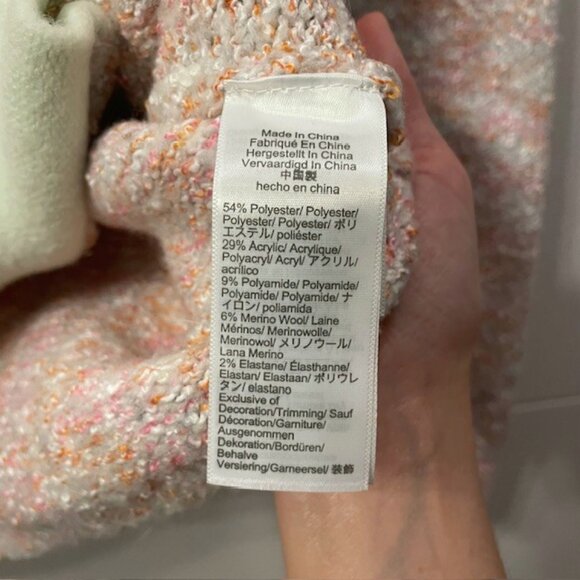 Made In China
Fabriqué En Chine
Hergestellt In China
Vervaardigd In China
中国製
hecho en china
54% Polyester/ Polyester/
Polyester/ Polyester/ ポリ
エステル/ poliéster
29% Acrylic/ Acrylique/
Polyacryl/ Acryl/ アクリル/
acrílico
9% Polyamide/ Polyamide/
Polyamide/ Polyamide/ ナ
イロン/ poliamida
6% Merino Wool/ Laine
Mérinos/ Merinowolle/
Merinowol/ メリノウール/
Lana Merino
2% Elastane/ Élasthanne/
Elastan/ Elastaan/ ポリウレ
タン/ elastano
Exclusive of
Decoration/Trimming/ Sauf
Décoration/Garniture/
Ausgenommen
Dekoration/Bordüren/
Behalve
Versiering/Garneersel/ 装飾